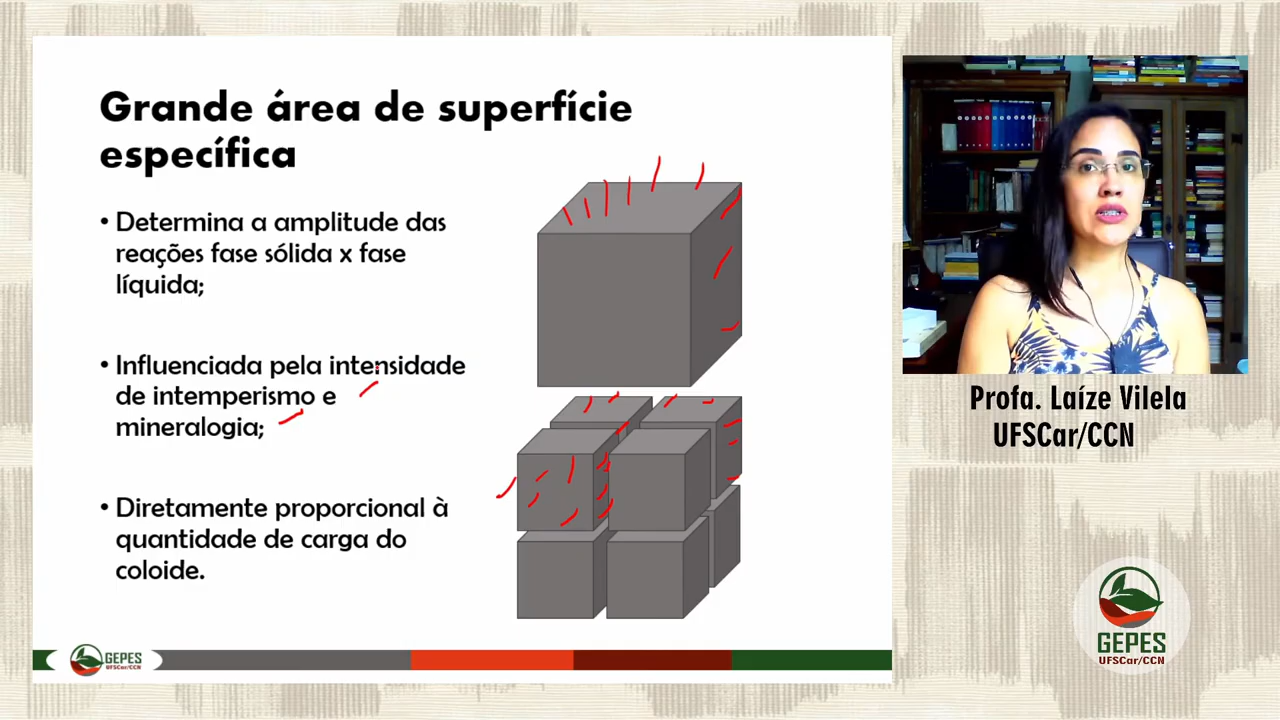 Grande área de superfície
específica
• Determina a amplitude das
reações fase sólida x fase
líquida;
• Influenciada pela intensidade
de intemperismo e
mineralogia;
• Diretamente proporcional à
quantidade de carga do
coloide.
GEPES
UFSCar/CCN
Profa. Laíze Vilela
UFSCar/CCN
GEPES
UFSCar/CCN